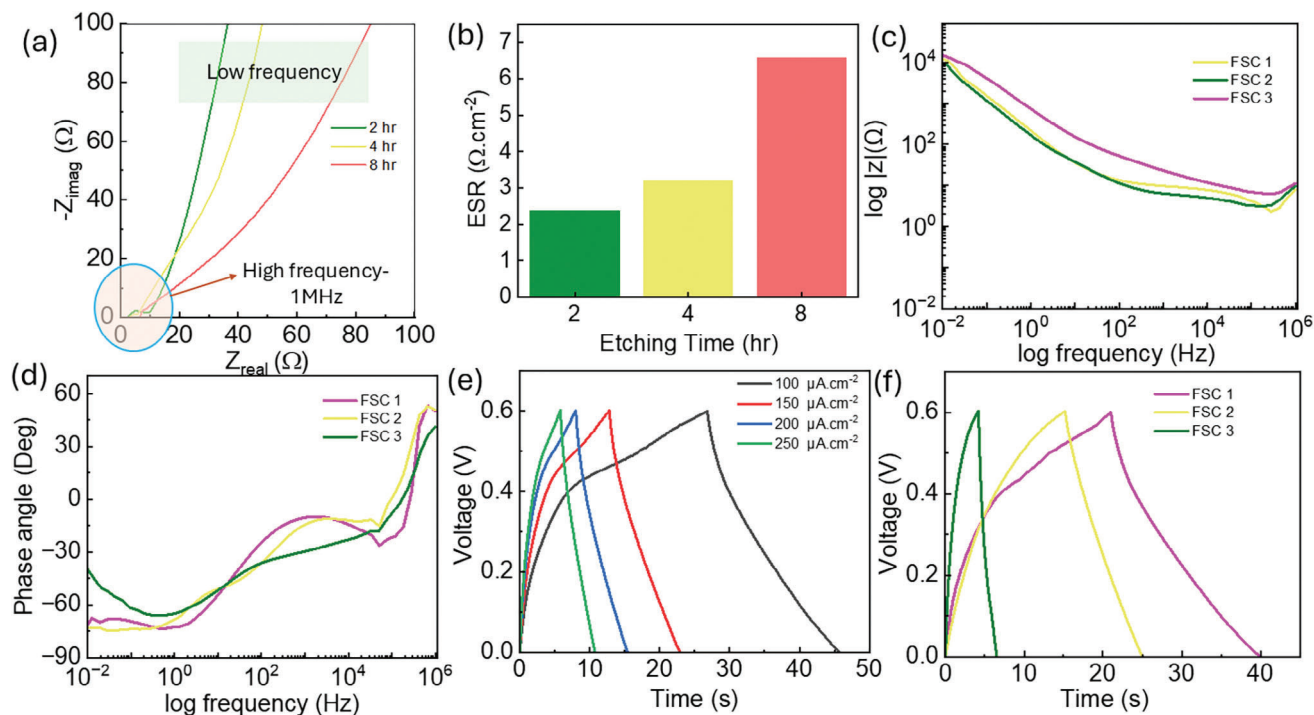 (a)
100
80
60
40
20
0
-Zimag (Ω)
Low frequency
2 hr
4 hr
8 hr
High frequency-
1MHz
0 20 40 60 80 100
Zreal (Ω)
(b)
7
6
5
4
3
2
1
0
ESR (Ω.cm⁻²)
2 4 8
Etching Time (hr)
(c)
10⁴
10²
10⁰
10⁻²
log |z|(Ω)
FSC 1
FSC 2
FSC 3
10⁻² 10⁰ 10² 10⁴ 10⁶
log frequency (Hz)
(d)
60
30
0
−30
−60
−90
Phase angle (Deg)
FSC 1
FSC 2
FSC 3
10⁻² 10⁰ 10² 10⁴ 10⁶
log frequency (Hz)
(e)
0.6
0.4
0.2
0.0
Voltage (V)
100 µA.cm⁻²
150 µA.cm⁻²
200 µA.cm⁻²
250 µA.cm⁻²
0 10 20 30 40 50
Time (s)
(f)
0.6
0.4
0.2
0.0
Voltage (V)
FSC 1
FSC 2
FSC 3
0 10 20 30 40
Time (s)